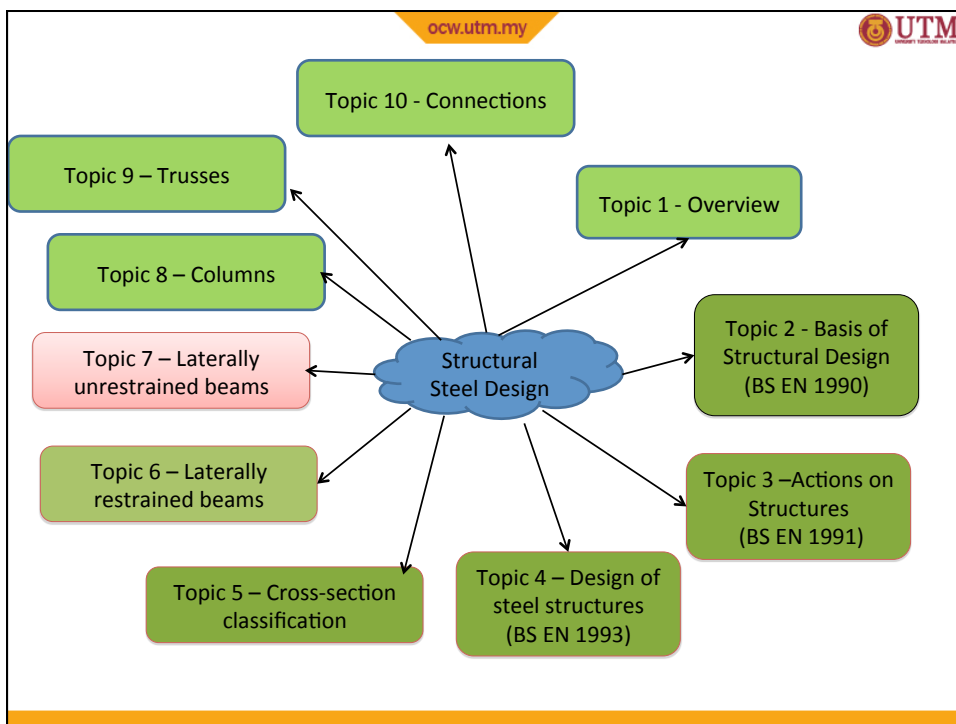 ocw.utm.my
UTM
UNIVERSITI TEKNOLOGI MALAYSIA
Topic 10 - Connections
Topic 9 – Trusses
Topic 1 - Overview
Topic 8 – Columns
Topic 7 – Laterally
unrestrained beams
Structural
Steel Design
Topic 2 - Basis of
Structural Design
(BS EN 1990)
Topic 6 – Laterally
restrained beams
Topic 3 –Actions on
Structures
(BS EN 1991)
Topic 5 – Cross-section
classification
Topic 4 – Design of
steel structures
(BS EN 1993)